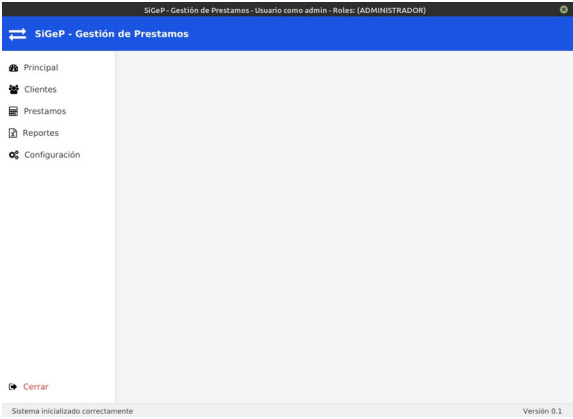 SiGeP - Gestión de Prestamos - Usuario como admin - Roles: (ADMINISTRADOR)
SiGeP - Gestión de Prestamos
Principal
Clientes
Prestamos
Reportes
Configuración
Cerrar
Sistema inicializado correctamente
Versión 0.1